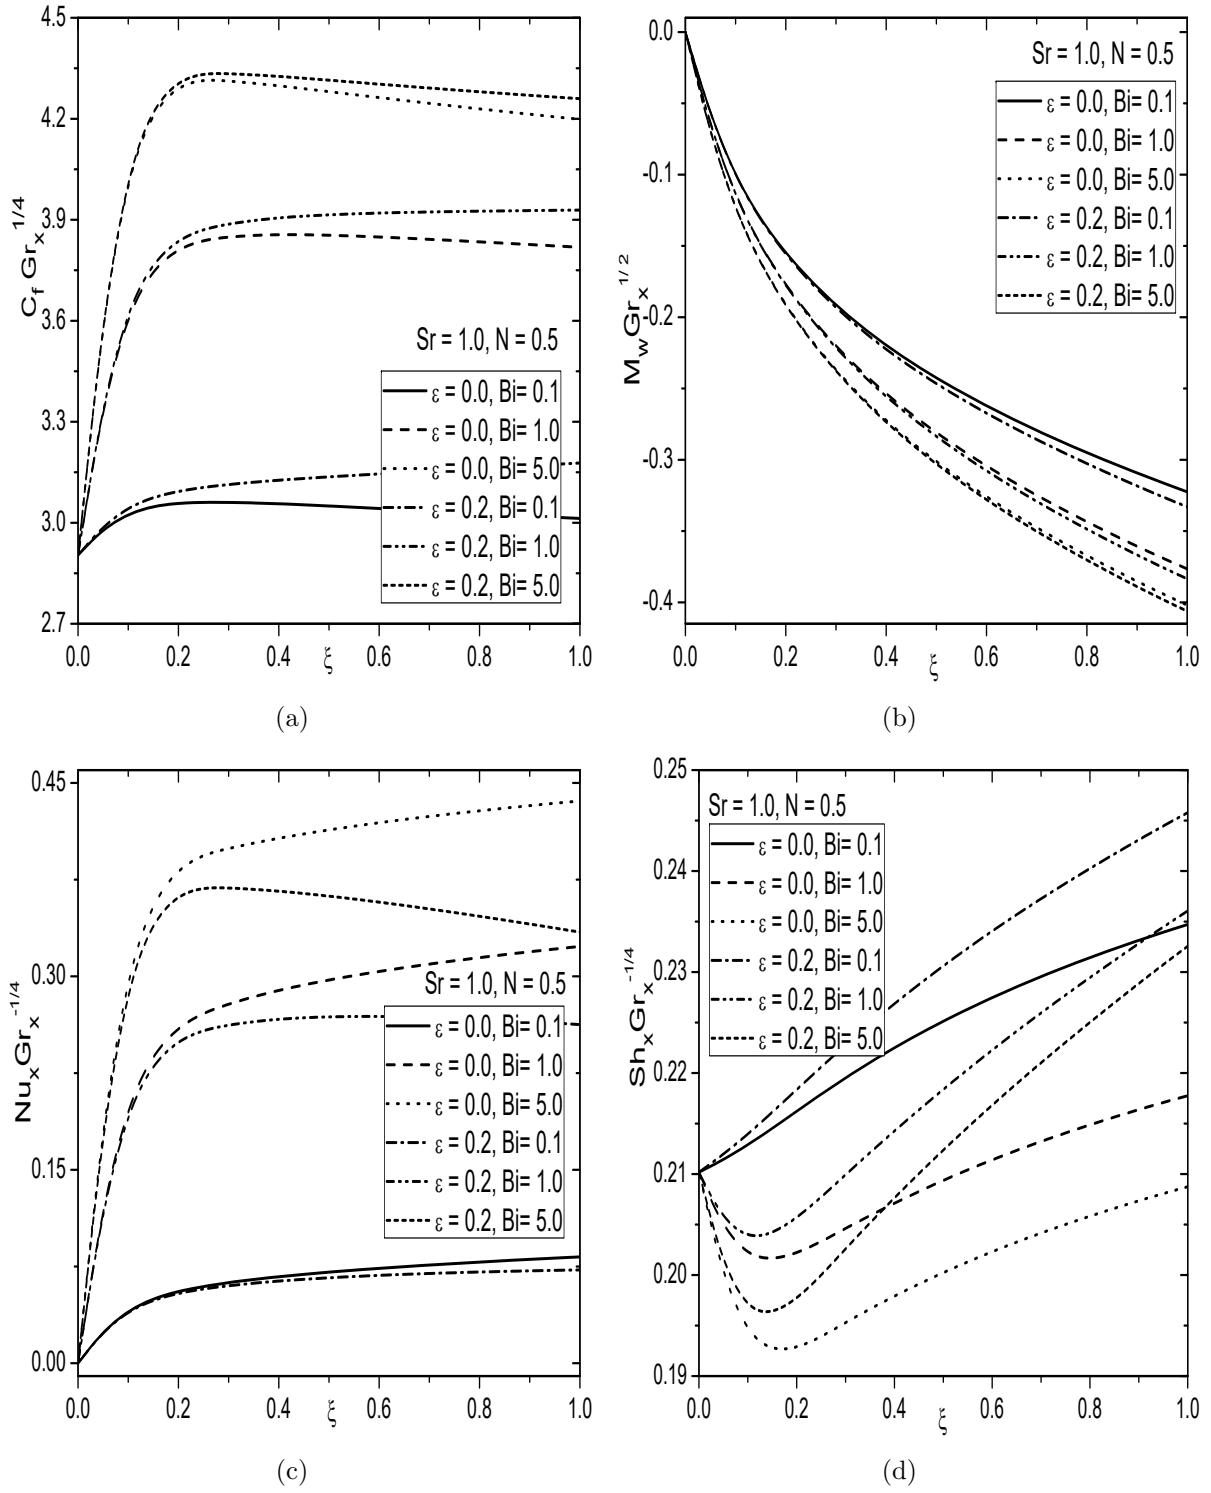 4.5
4.2
3.9
3.6
3.3
3.0
2.7
C_f Gr_x^{1/4}
Sr = 1.0, N = 0.5
ε = 0.0, Bi= 0.1
ε = 0.0, Bi= 1.0
ε = 0.0, Bi= 5.0
ε = 0.2, Bi= 0.1
ε = 0.2, Bi= 1.0
ε = 0.2, Bi= 5.0
0.0 0.2 0.4 0.6 0.8 1.0
ξ
(a)
0.0
-0.1
-0.2
-0.3
-0.4
M_w Gr_x^{1/2}
Sr = 1.0, N = 0.5
ε = 0.0, Bi= 0.1
ε = 0.0, Bi= 1.0
ε = 0.0, Bi= 5.0
ε = 0.2, Bi= 0.1
ε = 0.2, Bi= 1.0
ε = 0.2, Bi= 5.0
0.0 0.2 0.4 0.6 0.8 1.0
ξ
(b)
0.45
0.30
0.15
0.00
Nu_x Gr_x^{-1/4}
Sr = 1.0, N = 0.5
ε = 0.0, Bi= 0.1
ε = 0.0, Bi= 1.0
ε = 0.0, Bi= 5.0
ε = 0.2, Bi= 0.1
ε = 0.2, Bi= 1.0
ε = 0.2, Bi= 5.0
0.0 0.2 0.4 0.6 0.8 1.0
ξ
(c)
0.25
0.24
0.23
0.22
0.21
0.20
0.19
Sh_x Gr_x^{-1/4}
Sr = 1.0, N = 0.5
ε = 0.0, Bi= 0.1
ε = 0.0, Bi= 1.0
ε = 0.0, Bi= 5.0
ε = 0.2, Bi= 0.1
ε = 0.2, Bi= 1.0
ε = 0.2, Bi= 5.0
0.0 0.2 0.4 0.6 0.8 1.0
ξ
(d)